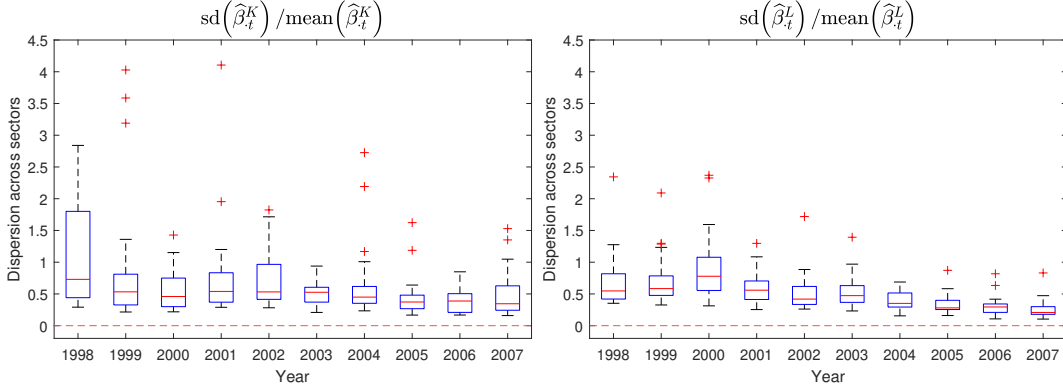 sd(β̂^K_{·t}) /mean(β̂^K_{·t})
4.5
4
3.5
3
2.5
2
1.5
1
0.5
0
Dispersion across sectors
1998 1999 2000 2001 2002 2003 2004 2005 2006 2007
Year
sd(β̂^L_{·t}) /mean(β̂^L_{·t})
4.5
4
3.5
3
2.5
2
1.5
1
0.5
0
Dispersion across sectors
1998 1999 2000 2001 2002 2003 2004 2005 2006 2007
Year